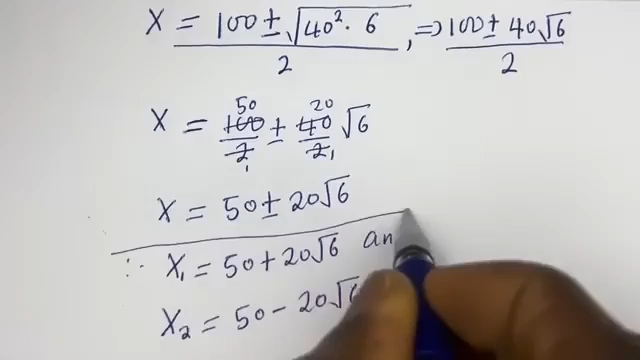 X = 100 ± √40² · 6 / 2 , => 100 ± 40√6 / 2
50 20
X = 100/2 ± 40/2 √6
1 1
X = 50 ± 20√6
∴ X₁ = 50 + 20√6 an
X₂ = 50 - 20√6